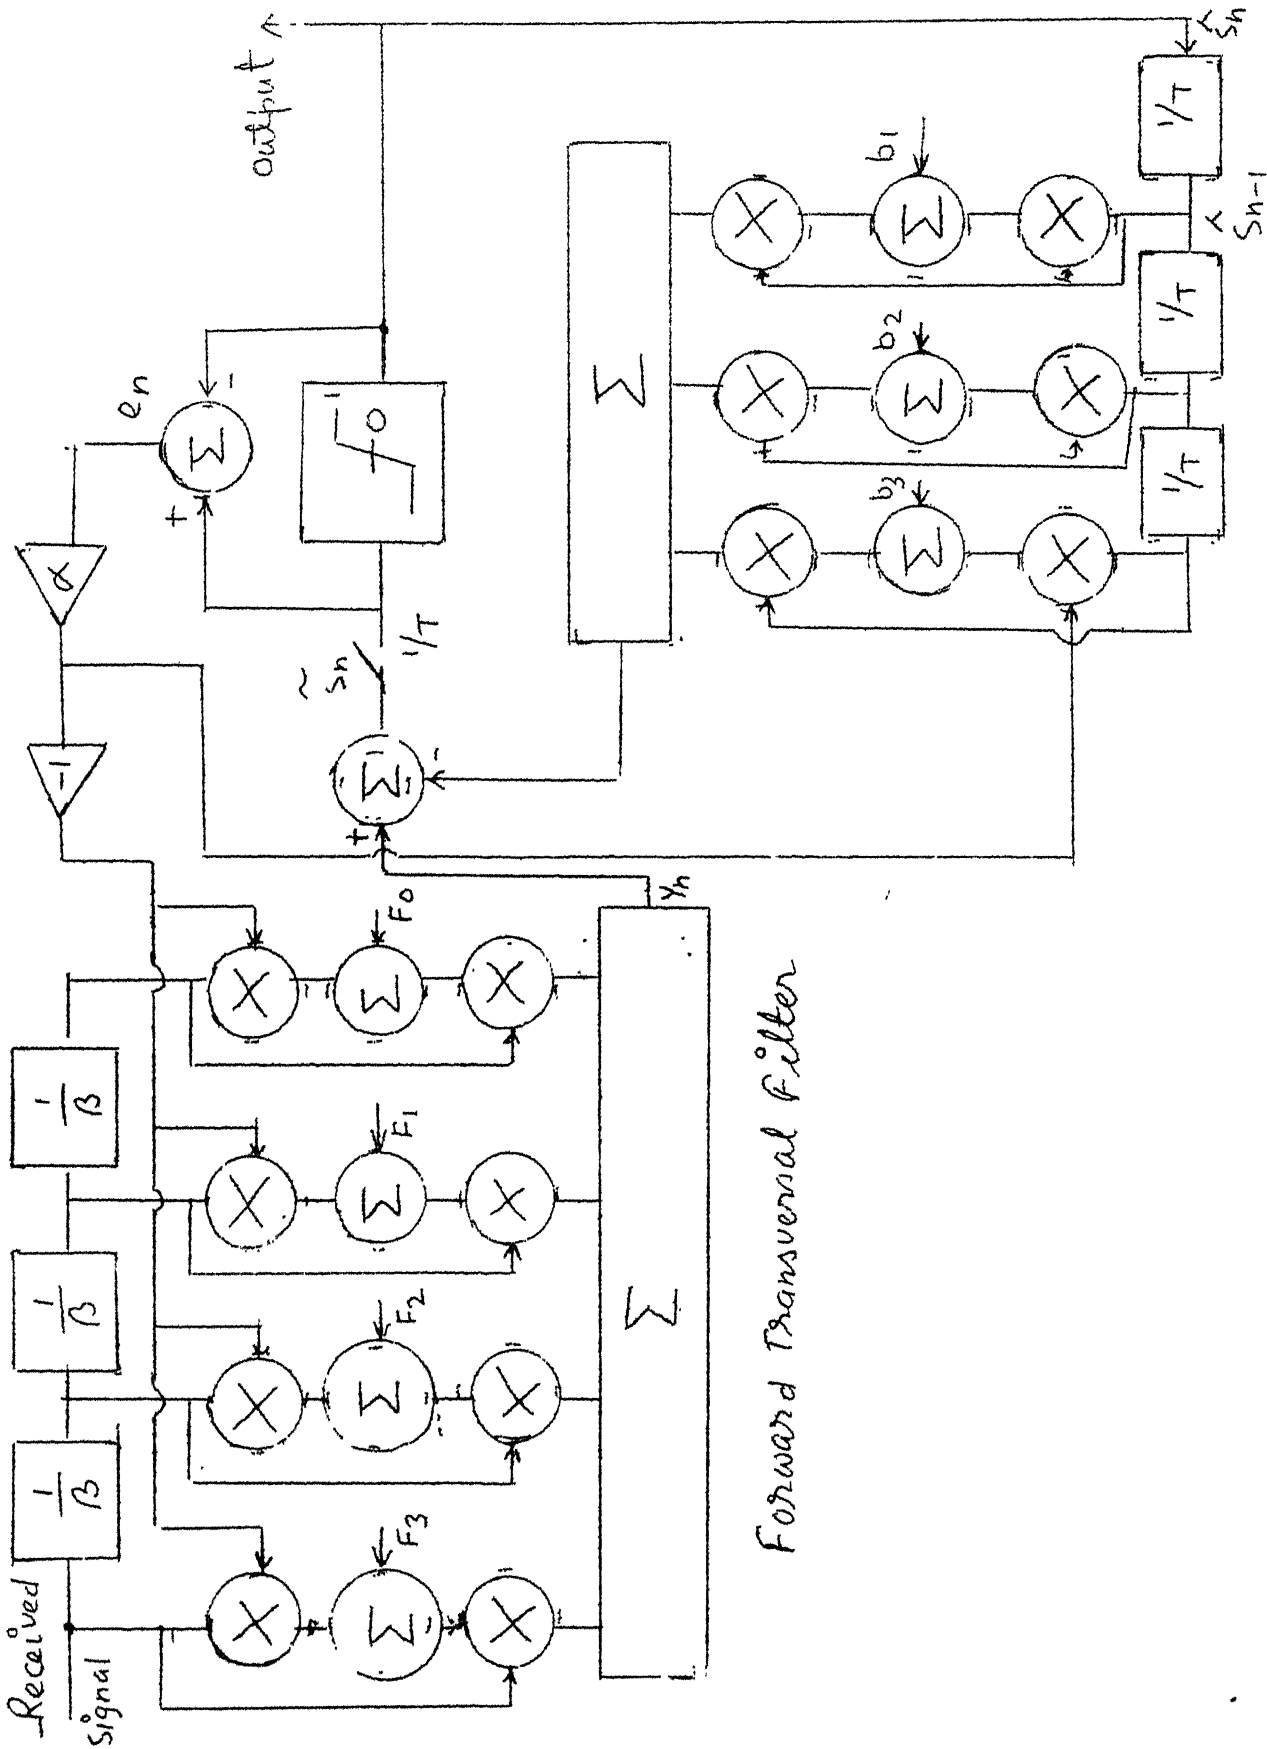 Received
Signal
1/B
1/B
1/B
-1
α
en
+
-
output
X
X
X
X
F3
F2
F1
F0
Σ
Σ
Σ
Σ
X
X
X
X
Σ
Yn
+
-
Σ
S̃n
1/T
Σ
Σ
X
X
X
b3
b2
b1
Σ
Σ
Σ
X
X
X
1/T
1/T
1/T
Ŝn-1
Ŝn
Forward Transversal Filter